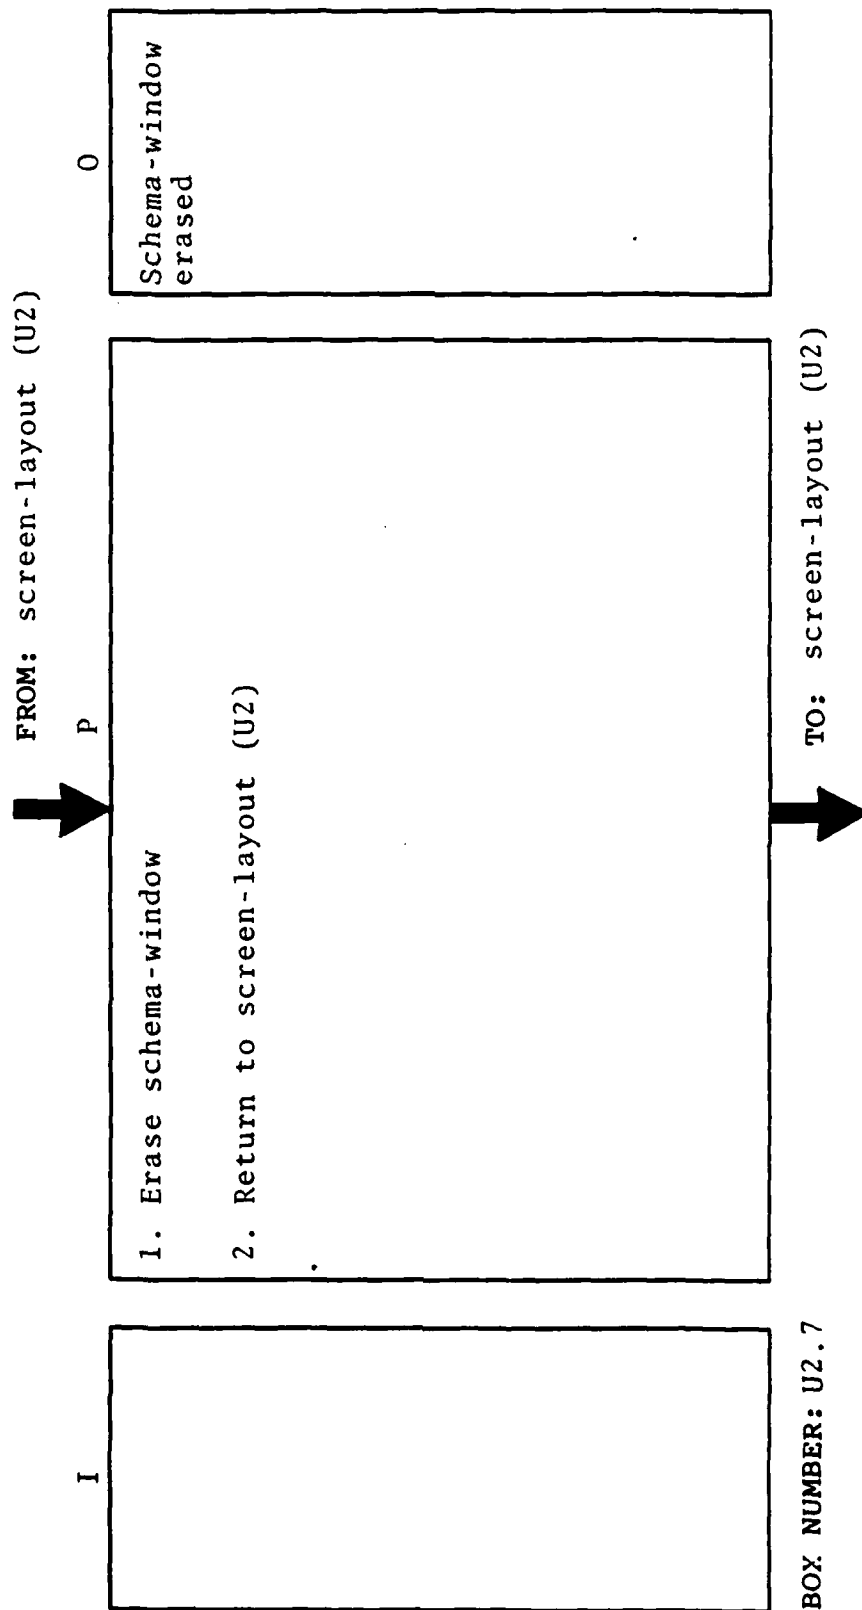 FROM: screen-layout (U2)
I
P
O
1. Erase schema-window
2. Return to screen-layout (U2)
Schema-window
erased
BOX NUMBER: U2.7
TO: screen-layout (U2)